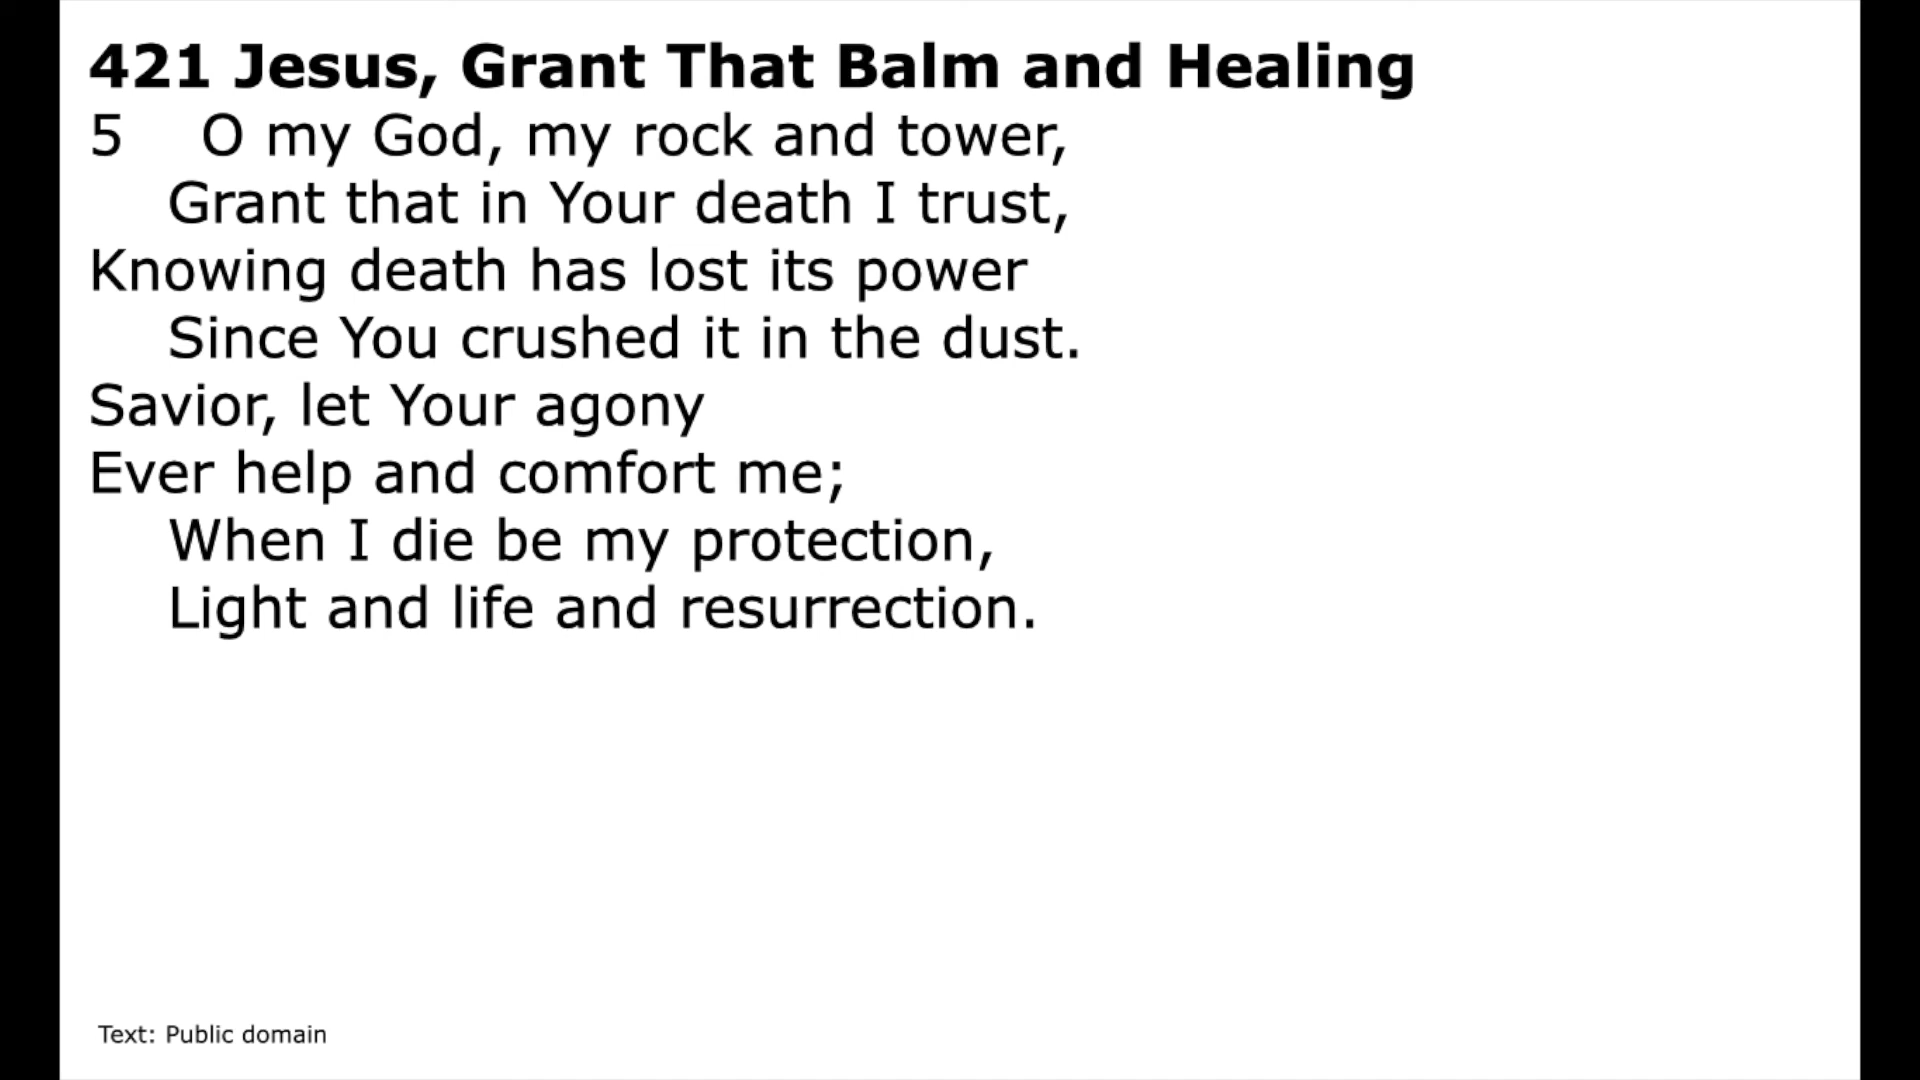 421 Jesus, Grant That Balm and Healing
5 O my God, my rock and tower,
Grant that in Your death I trust,
Knowing death has lost its power
Since You crushed it in the dust.
Savior, let Your agony
Ever help and comfort me;
When I die be my protection,
Light and life and resurrection.
Text: Public domain